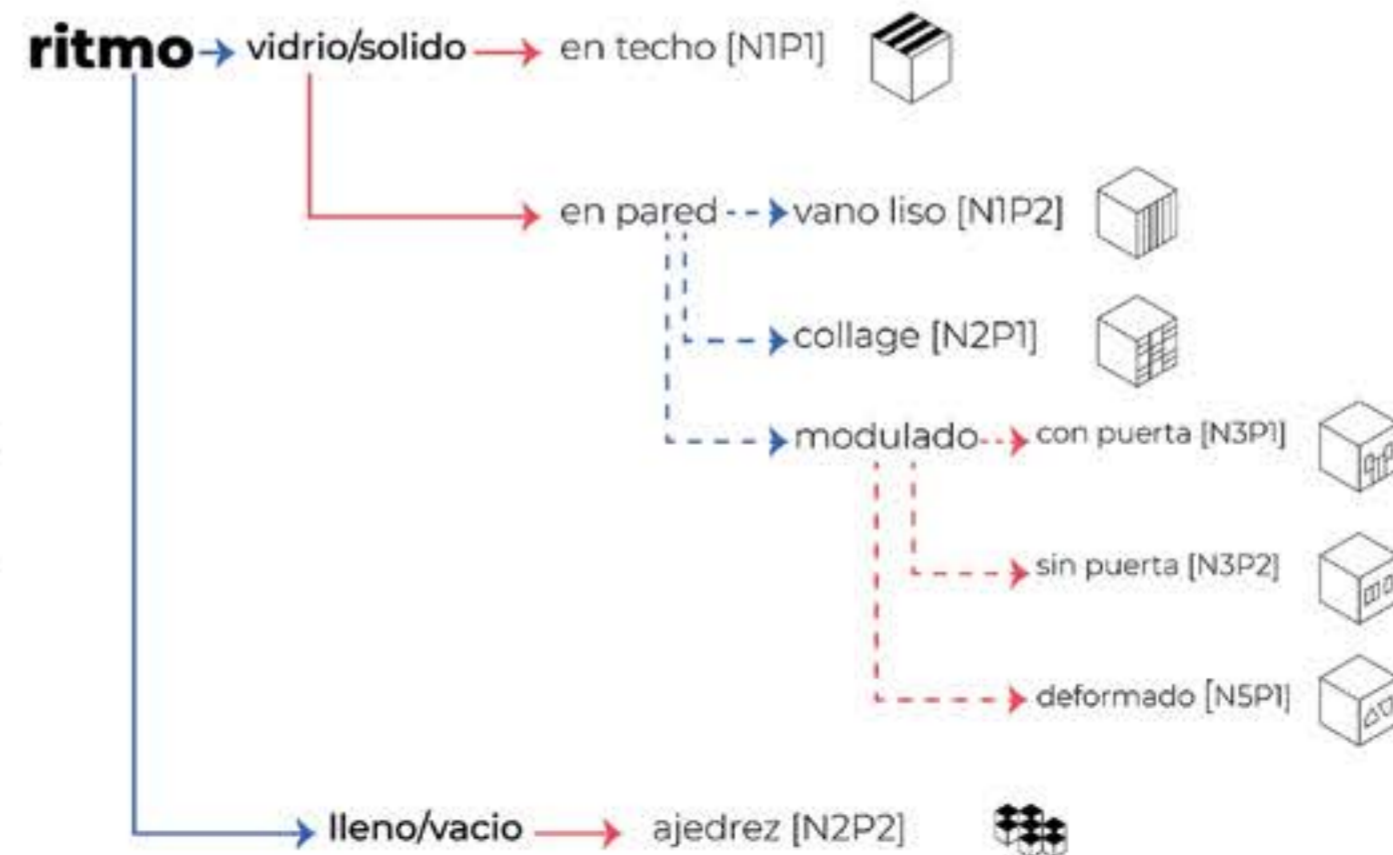 ritmo vidrio/solido en techo [N1P1]
en pared vano liso [N1P2]
collage [N2P1]
modulado con puerta [N3P1]
sin puerta [N3P2]
deformado [N5P1]
lleno/vacio ajedrez [N2P2]